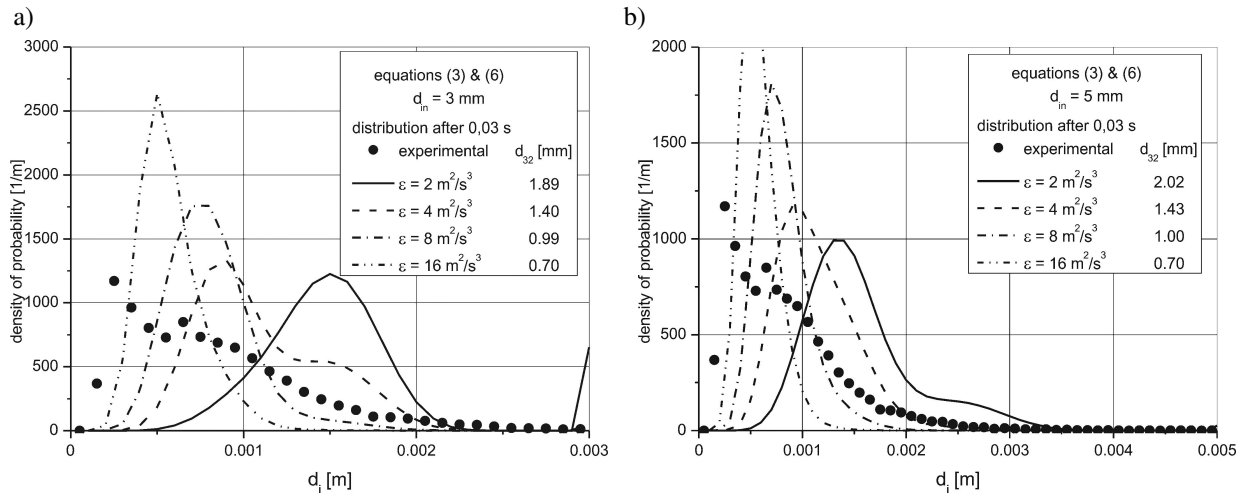 a)
3000
2500
2000
1500
1000
500
0
density of probability [1/m]
0
0.001
0.002
0.003
d_i [m]
equations (3) & (6)
d_in = 3 mm
distribution after 0,03 s
experimental d_32 [mm]
ε = 2 m²/s³ 1.89
ε = 4 m²/s³ 1.40
ε = 8 m²/s³ 0.99
ε = 16 m²/s³ 0.70
b)
2000
1500
1000
500
0
density of probability [1/m]
0
0.001
0.002
0.003
0.004
0.005
d_i [m]
equations (3) & (6)
d_in = 5 mm
distribution after 0,03 s
experimental d_32 [mm]
ε = 2 m²/s³ 2.02
ε = 4 m²/s³ 1.43
ε = 8 m²/s³ 1.00
ε = 16 m²/s³ 0.70